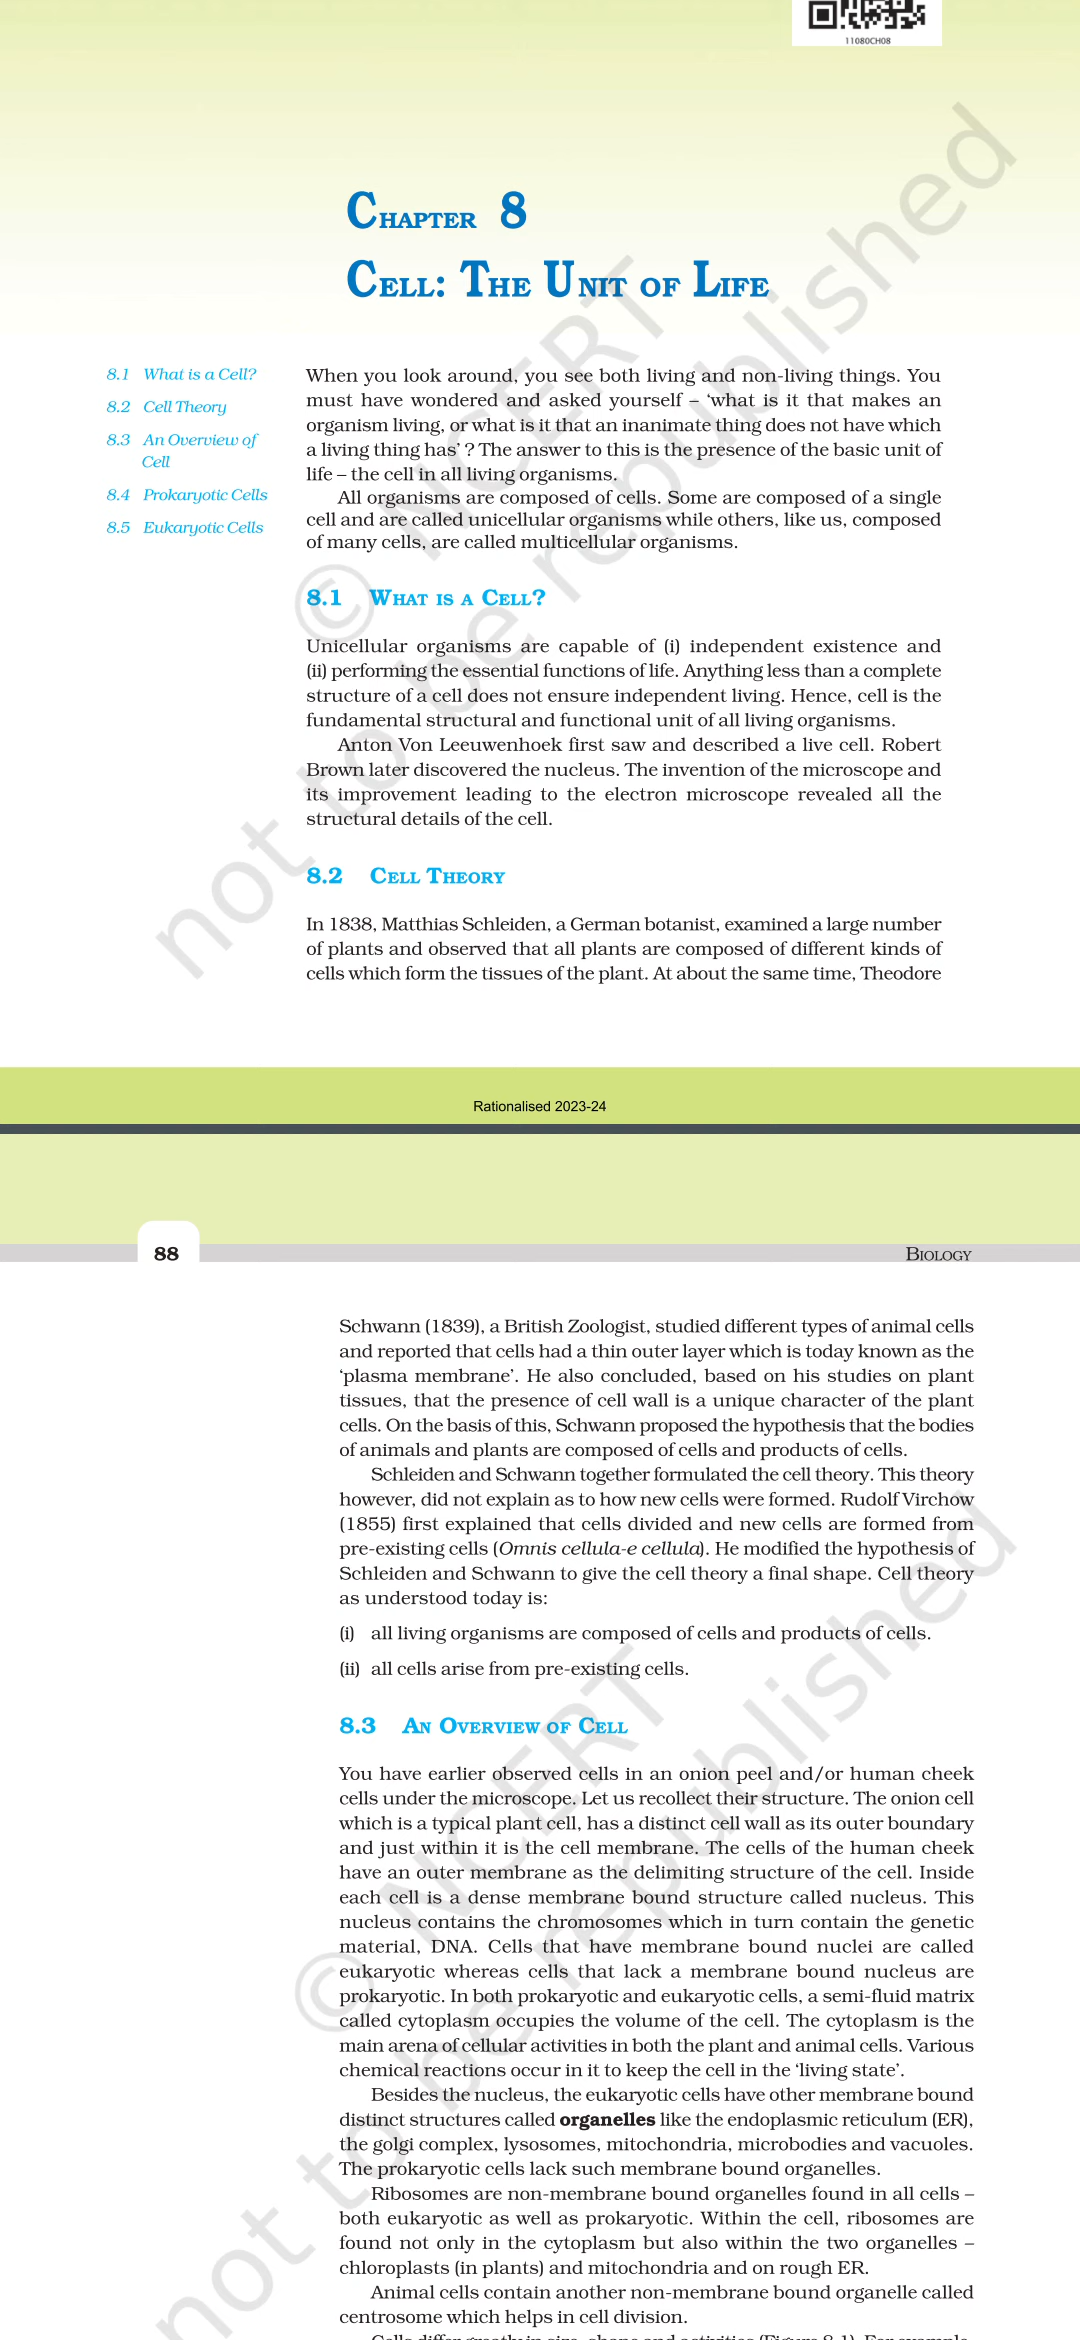 11080CH08
CHAPTER 8
CELL: THE UNIT OF LIFE
8.1 What is a Cell?
8.2 Cell Theory
8.3 An Overview of
Cell
8.4 Prokaryotic Cells
8.5 Eukaryotic Cells
When you look around, you see both living and non-living things. You
must have wondered and asked yourself – ‘what is it that makes an
organism living, or what is it that an inanimate thing does not have which
a living thing has’ ? The answer to this is the presence of the basic unit of
life – the cell in all living organisms.
All organisms are composed of cells. Some are composed of a single
cell and are called unicellular organisms while others, like us, composed
of many cells, are called multicellular organisms.
8.1 WHAT IS A CELL?
Unicellular organisms are capable of (i) independent existence and
(ii) performing the essential functions of life. Anything less than a complete
structure of a cell does not ensure independent living. Hence, cell is the
fundamental structural and functional unit of all living organisms.
Anton Von Leeuwenhoek first saw and described a live cell. Robert
Brown later discovered the nucleus. The invention of the microscope and
its improvement leading to the electron microscope revealed all the
structural details of the cell.
8.2 CELL THEORY
In 1838, Matthias Schleiden, a German botanist, examined a large number
of plants and observed that all plants are composed of different kinds of
cells which form the tissues of the plant. At about the same time, Theodore
© NCERT
not to be republished
Rationalised 2023-24
88
BIOLOGY
Schwann (1839), a British Zoologist, studied different types of animal cells
and reported that cells had a thin outer layer which is today known as the
‘plasma membrane’. He also concluded, based on his studies on plant
tissues, that the presence of cell wall is a unique character of the plant
cells. On the basis of this, Schwann proposed the hypothesis that the bodies
of animals and plants are composed of cells and products of cells.
Schleiden and Schwann together formulated the cell theory. This theory
however, did not explain as to how new cells were formed. Rudolf Virchow
(1855) first explained that cells divided and new cells are formed from
pre-existing cells (Omnis cellula-e cellula). He modified the hypothesis of
Schleiden and Schwann to give the cell theory a final shape. Cell theory
as understood today is:
(i) all living organisms are composed of cells and products of cells.
(ii) all cells arise from pre-existing cells.
8.3 AN OVERVIEW OF CELL
You have earlier observed cells in an onion peel and/or human cheek
cells under the microscope. Let us recollect their structure. The onion cell
which is a typical plant cell, has a distinct cell wall as its outer boundary
and just within it is the cell membrane. The cells of the human cheek
have an outer membrane as the delimiting structure of the cell. Inside
each cell is a dense membrane bound structure called nucleus. This
nucleus contains the chromosomes which in turn contain the genetic
material, DNA. Cells that have membrane bound nuclei are called
eukaryotic whereas cells that lack a membrane bound nucleus are
prokaryotic. In both prokaryotic and eukaryotic cells, a semi-fluid matrix
called cytoplasm occupies the volume of the cell. The cytoplasm is the
main arena of cellular activities in both the plant and animal cells. Various
chemical reactions occur in it to keep the cell in the ‘living state’.
Besides the nucleus, the eukaryotic cells have other membrane bound
distinct structures called organelles like the endoplasmic reticulum (ER),
the golgi complex, lysosomes, mitochondria, microbodies and vacuoles.
The prokaryotic cells lack such membrane bound organelles.
Ribosomes are non-membrane bound organelles found in all cells –
both eukaryotic as well as prokaryotic. Within the cell, ribosomes are
found not only in the cytoplasm but also within the two organelles –
chloroplasts (in plants) and mitochondria and on rough ER.
Animal cells contain another non-membrane bound organelle called
centrosome which helps in cell division.
Cells differ greatly in size, shape and activities (Figure 8.1). For example,
© NCERT
not to be republished